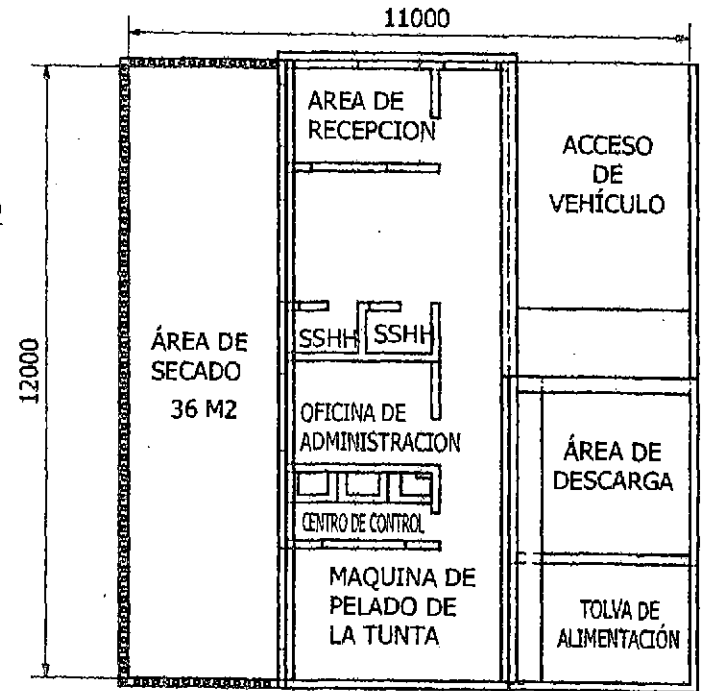 11000
12000
AREA DE
RECEPCION
ACCESO
DE
VEHÍCULO
ÁREA DE
SECADO
36 M2
SSHH
SSHH
OFICINA DE
ADMINISTRACION
CENTRO DE CONTROL
MAQUINA DE
PELADO DE
LA TUNTA
ÁREA DE
DESCARGA
TOLVA DE
ALIMENTACIÓN